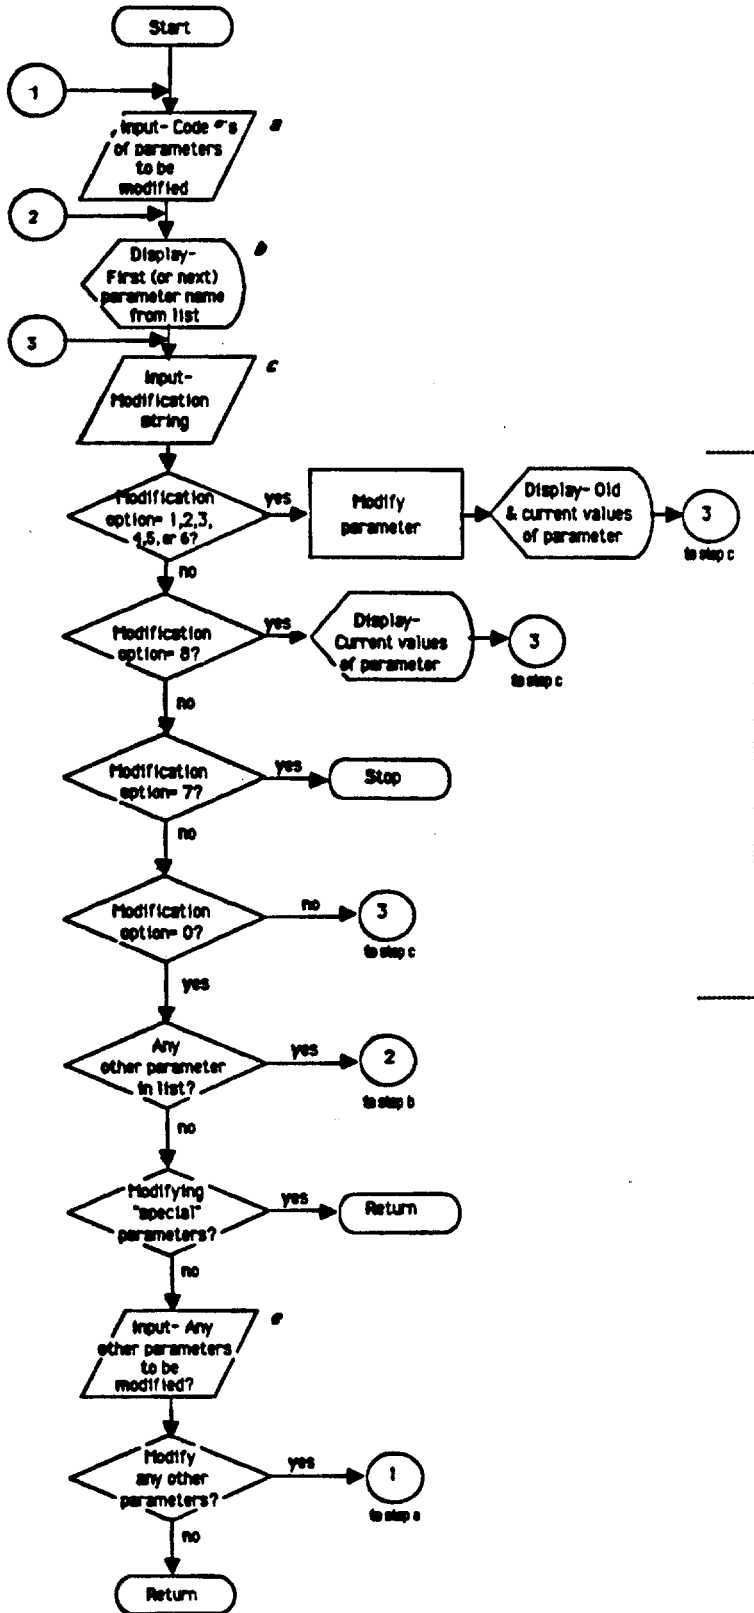 Start
1
Input- Code #'s
of parameters
to be
modified
a
2
Display-
First (or next)
parameter name
from list
b
3
Input-
Modification
string
c
Modification
option= 1,2,3,
4,5, or 6?
yes
Modify
parameter
Display- Old
& current values
of parameter
3
to step c
no
Modification
option= 8?
yes
Display-
Current values
of parameter
3
to step c
no
Modification
option= 7?
yes
Stop
no
Modification
option= 0?
no
3
to step c
yes
Any
other parameter
in list?
yes
2
to step b
no
Modifying
"special"
parameters?
yes
Return
no
Input- Any
other parameters
to be
modified?
e
Modify
any other
parameters?
yes
1
to step a
no
Return